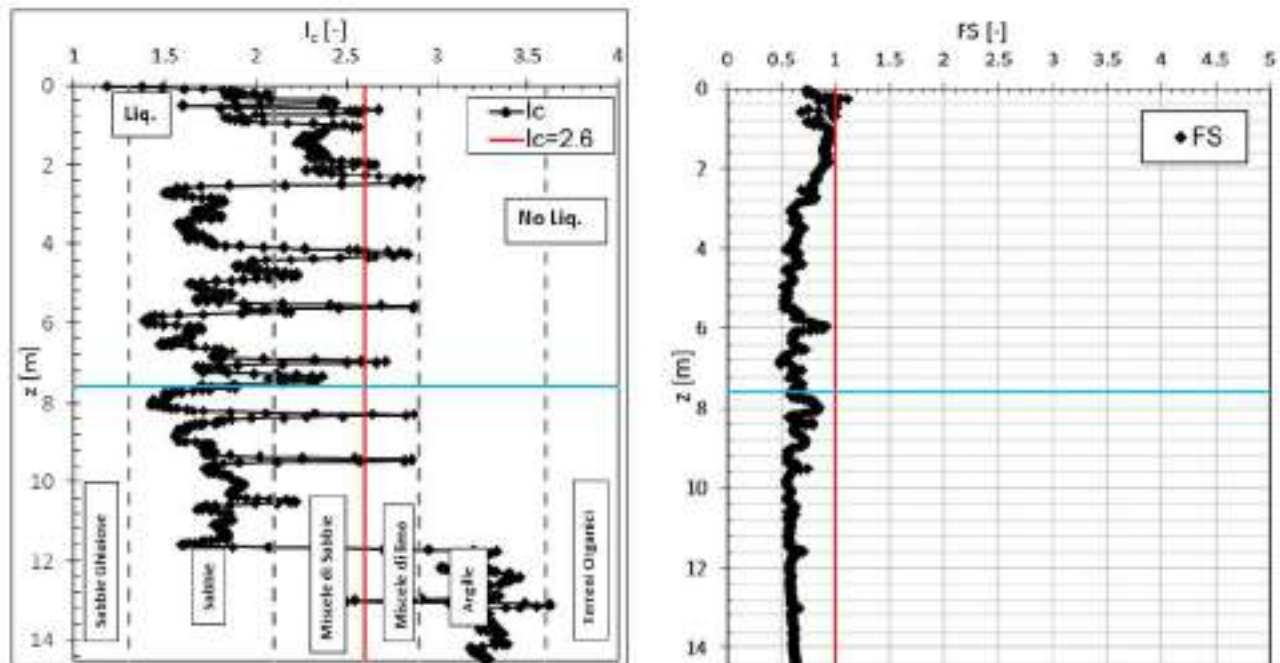 Ic [-]
1 1.5 2 2.5 3 3.5 4
0
2
4
6
8
10
12
14
z [m]
Liq.
Ic
Ic=2.6
No Liq.
Sabbie Ghiaiose
Sabbie
Miscele di Sabbie
Miscele di limo
Argille
Terreni Organici
FS [-]
0 0.5 1 1.5 2 2.5 3 3.5 4 4.5 5
0
2
4
6
8
10
12
14
z [m]
FS